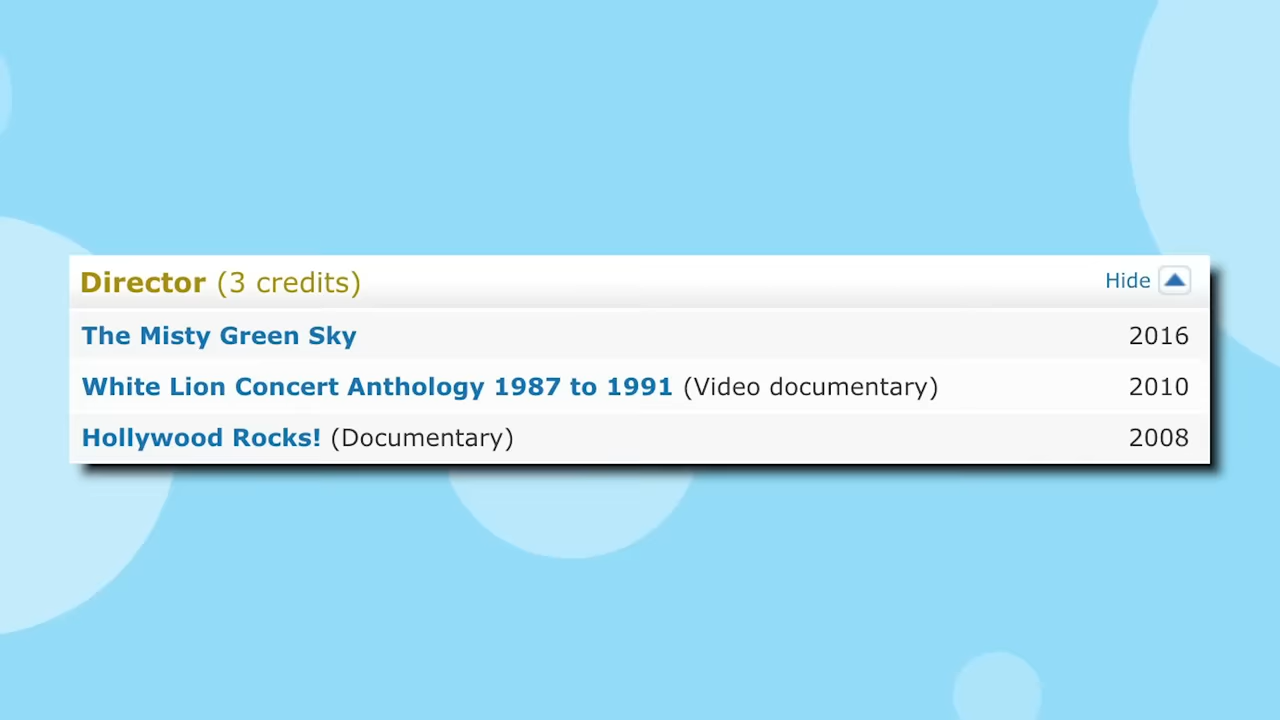 Director (3 credits) Hide
The Misty Green Sky 2016
White Lion Concert Anthology 1987 to 1991 (Video documentary) 2010
Hollywood Rocks! (Documentary) 2008